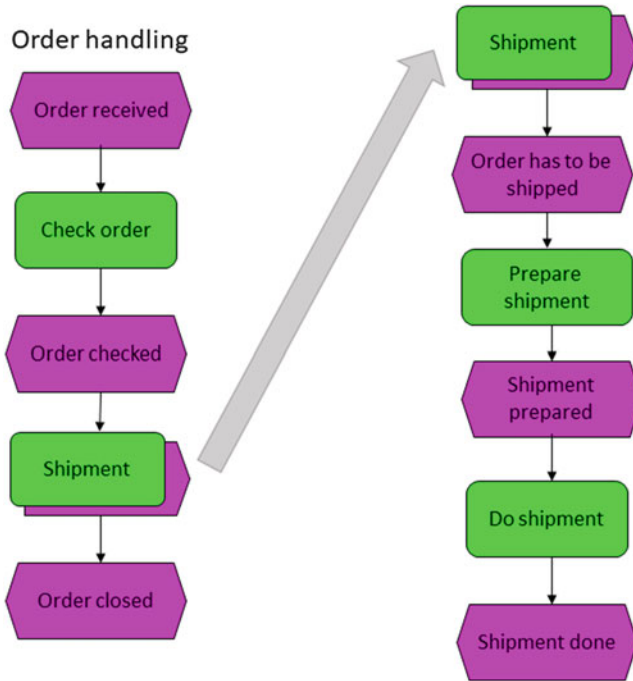 Order handling
Order received
Check order
Order checked
Shipment
Order closed
Shipment
Order has to be
shipped
Prepare
shipment
Shipment
prepared
Do shipment
Shipment done